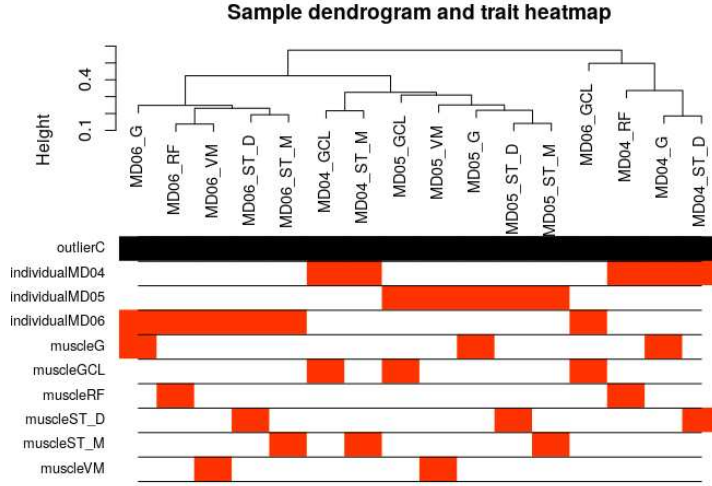 Sample dendrogram and trait heatmap
Height
0.1
0.4
MD06_G
MD06_RF
MD06_VM
MD06_ST_D
MD06_ST_M
MD04_GCL
MD04_ST_M
MD05_GCL
MD05_VM
MD05_G
MD05_ST_D
MD05_ST_M
MD06_GCL
MD04_RF
MD04_G
MD04_ST_D
outlierC
individualMD04
individualMD05
individualMD06
muscleG
muscleGCL
muscleRF
muscleST_D
muscleST_M
muscleVM